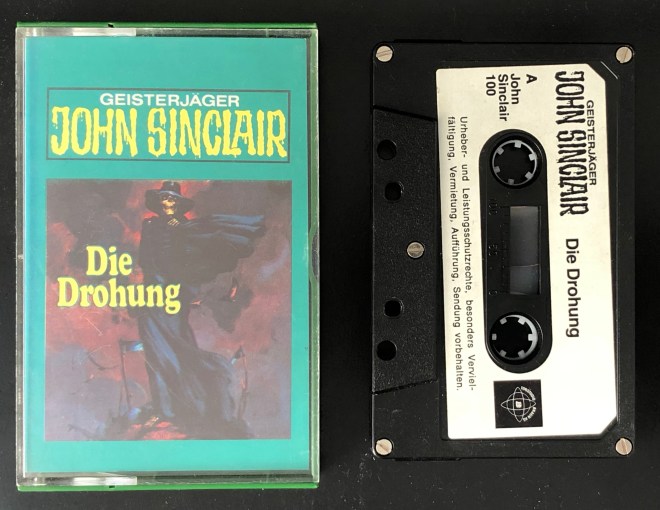 GEISTERJÄGER
JOHN SINCLAIR
Die
Drohung
GEISTERJÄGER
JOHN SINCLAIR
Die Drohung
A
John
Sinclair
100
Urheber- und Leistungsschutzrechte, besonders Verviel-
fältigung, Vermietung, Aufführung, Sendung vorbehalten.